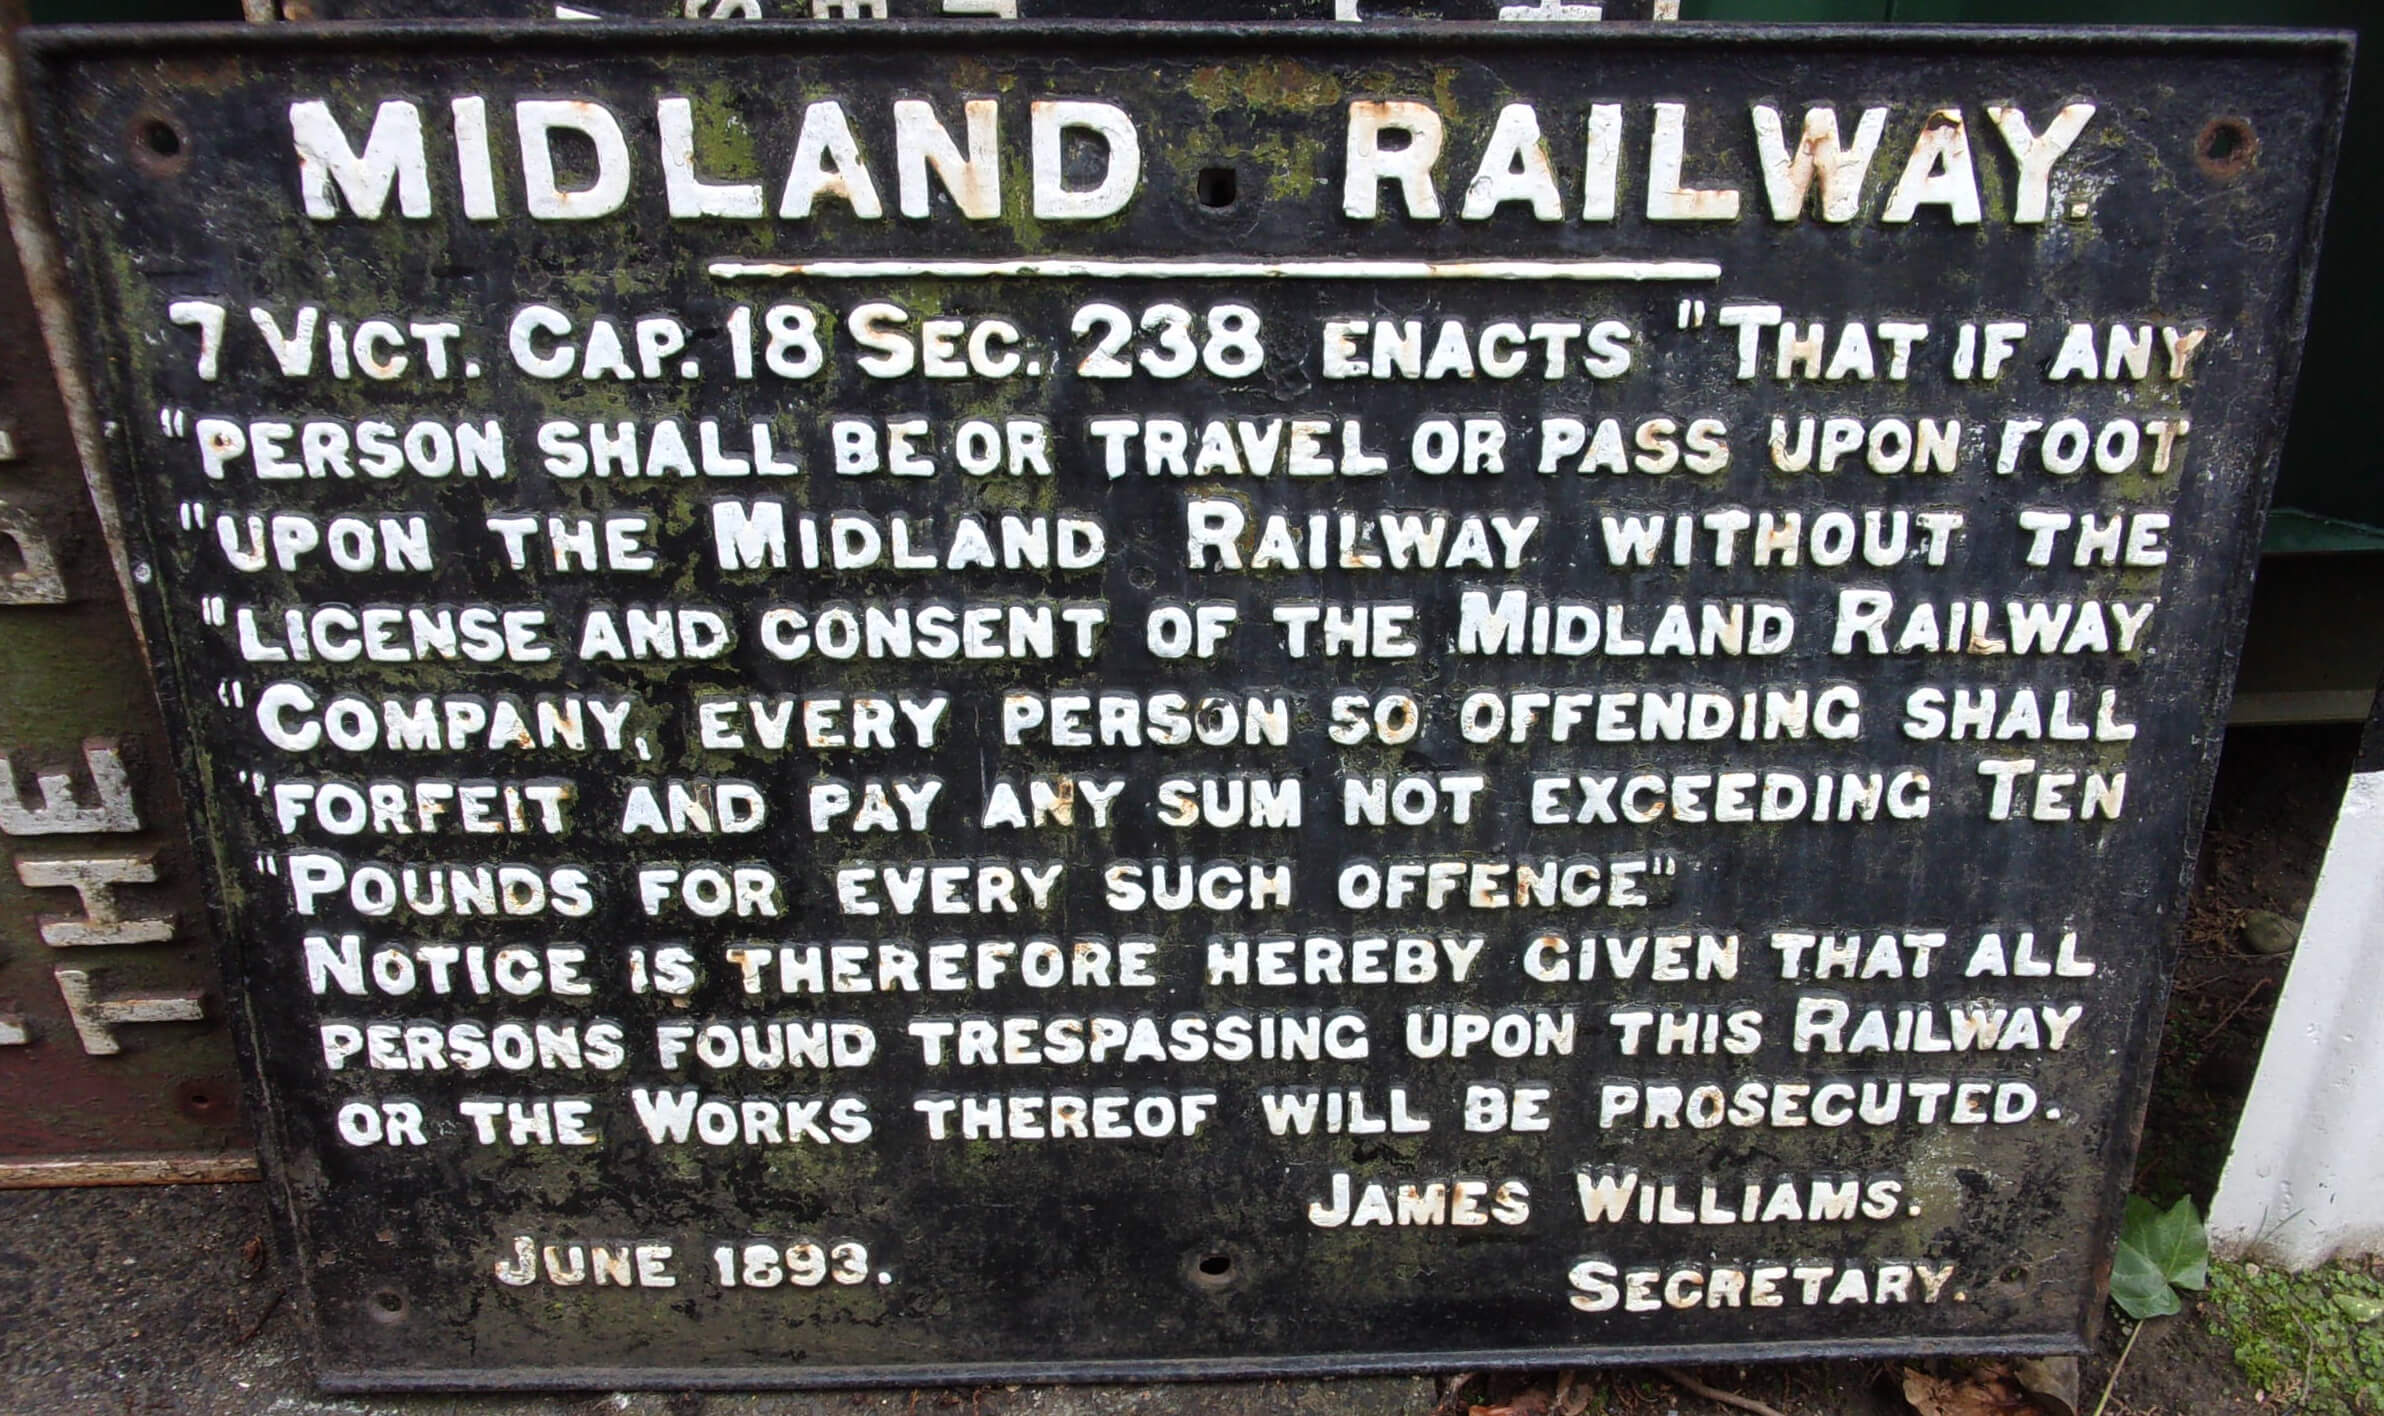 MIDLAND RAILWAY.
7 VICT. CAP. 18 SEC. 238 ENACTS "THAT IF ANY
"PERSON SHALL BE OR TRAVEL OR PASS UPON FOOT
"UPON THE MIDLAND RAILWAY WITHOUT THE
"LICENSE AND CONSENT OF THE MIDLAND RAILWAY
"COMPANY, EVERY PERSON SO OFFENDING SHALL
"FORFEIT AND PAY ANY SUM NOT EXCEEDING TEN
"POUNDS FOR EVERY SUCH OFFENCE"
NOTICE IS THEREFORE HEREBY GIVEN THAT ALL
PERSONS FOUND TRESPASSING UPON THIS RAILWAY
OR THE WORKS THEREOF WILL BE PROSECUTED.
JAMES WILLIAMS.
JUNE 1893.
SECRETARY.
THE